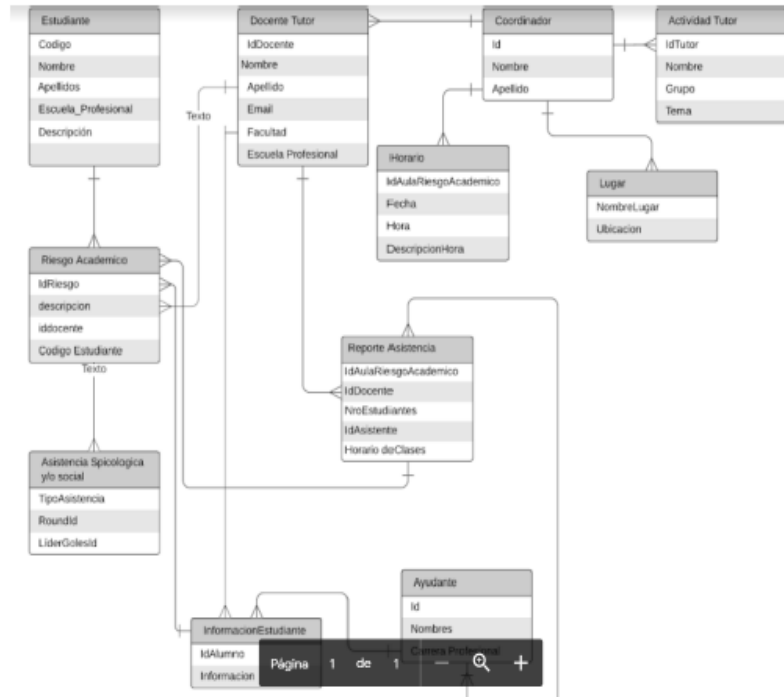 Estudiante
Codigo
Nombre
Apellidos
Escuela_Profesional
Descripción
Docente Tutor
IdDocente
Nombre
Apellido
Email
Facultad
Escuela Profesional
Coordinador
Id
Nombre
Apellido
Actividad Tutor
IdTutor
Nombre
Grupo
Tema
Texto
Horario
IdAulaRiesgoAcademico
Fecha
Hora
DescripcionHora
Lugar
NombreLugar
Ubicacion
Riesgo Academico
IdRiesgo
descripcion
iddocente
Codigo Estudiante
Texto
Reporte Asistencia
IdAulaRiesgoAcademico
IdDocente
NroEstudiantes
IdAsistente
Horario deClases
Asistencia Spicologica
y/o social
TipoAsistencia
RoundId
LiderGolesId
Ayudante
Id
Nombres
Carrera Profesional
InformacionEstudiante
IdAlumno
Informacion
Página 1 de 1